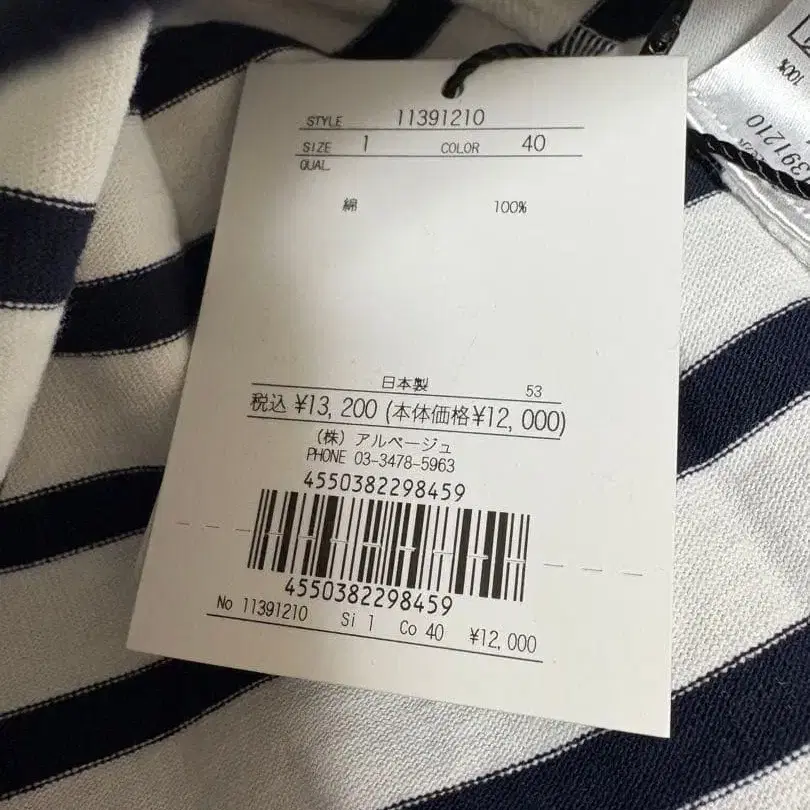 STYLE 11391210
SIZE 1 COLOR 40
QUAL.
綿 100%
日本製 53
税込 ¥13, 200 (本体価格¥12, 000)
(株) アルページュ
PHONE 03-3478-5963
4550382298459
4550382298459
No 11391210 Si 1 Co 40 ¥12,000
100%
11391210